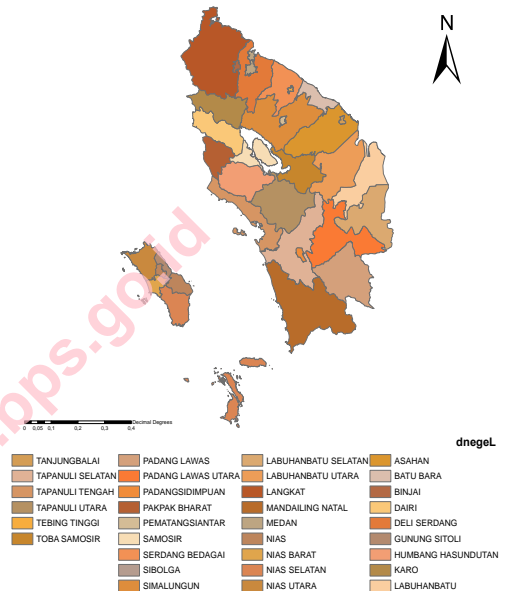 N
bps.go.id
Decimal Degrees
0 0,05 0,1 0,2 0,3 0,4
dnegeL
TANJUNGBALAI
TAPANULI SELATAN
TAPANULI TENGAH
TAPANULI UTARA
TEBING TINGGI
TOBA SAMOSIR
PADANG LAWAS
PADANG LAWAS UTARA
PADANGSIDIMPUAN
PAKPAK BHARAT
PEMATANGSIANTAR
SAMOSIR
SERDANG BEDAGAI
SIBOLGA
SIMALUNGUN
LABUHANBATU SELATAN
LABUHANBATU UTARA
LANGKAT
MANDAILING NATAL
MEDAN
NIAS
NIAS BARAT
NIAS SELATAN
NIAS UTARA
ASAHAN
BATU BARA
BINJAI
DAIRI
DELI SERDANG
GUNUNG SITOLI
HUMBANG HASUNDUTAN
KARO
LABUHANBATU